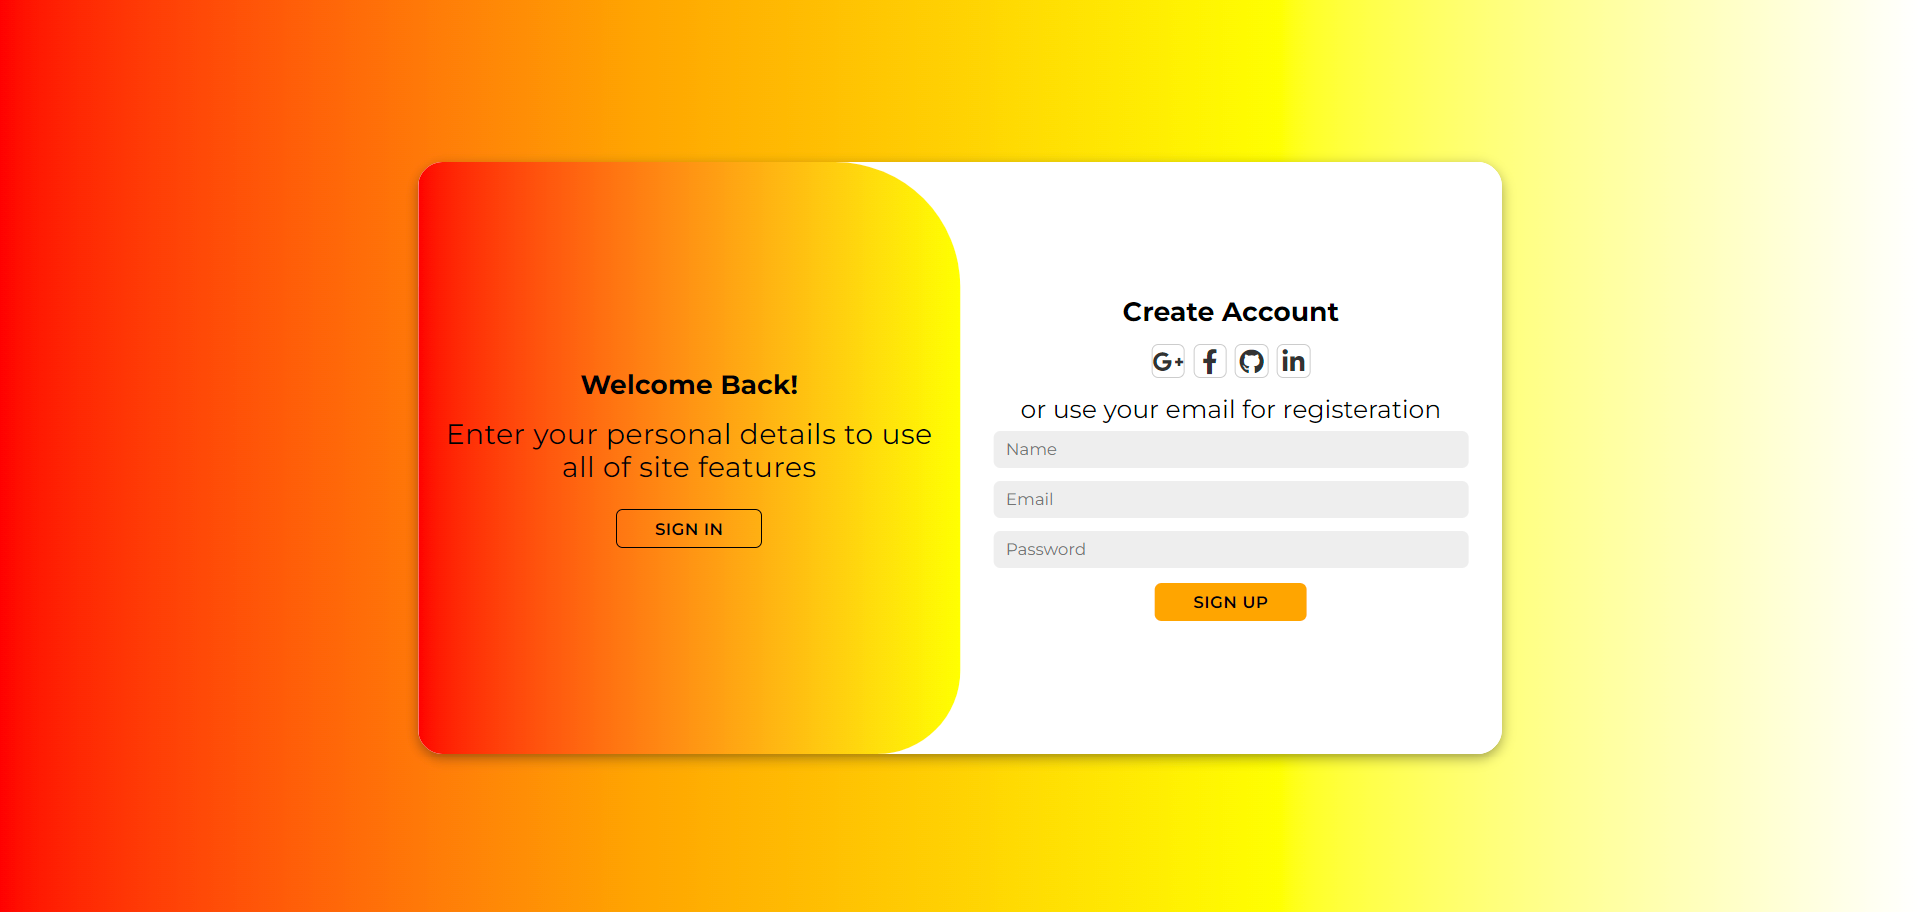 Welcome Back!
Enter your personal details to use
all of site features
SIGN IN
Create Account
G+ f in
or use your email for registeration
Name
Email
Password
SIGN UP